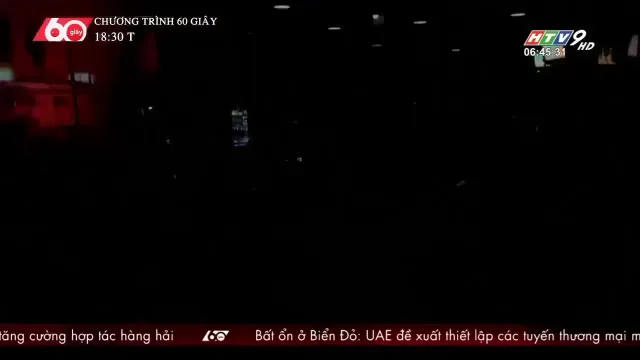 60 giây
CHƯƠNG TRÌNH 60 GIÂY
18:30 T
HTV9 HD
06:45:31
tăng cường hợp tác hàng hải 60 Bất ổn ở Biển Đỏ: UAE đề xuất thiết lập các tuyến thương mại m